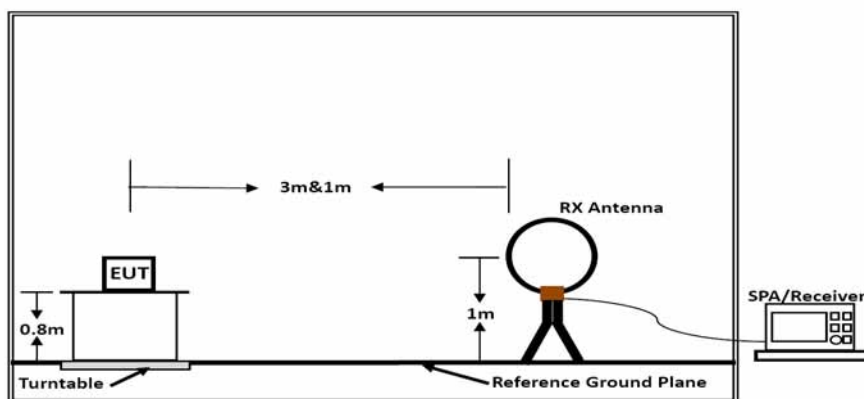 3m&1m
RX Antenna
EUT
SPA/Receiver
0.8m
1m
Turntable
Reference Ground Plane